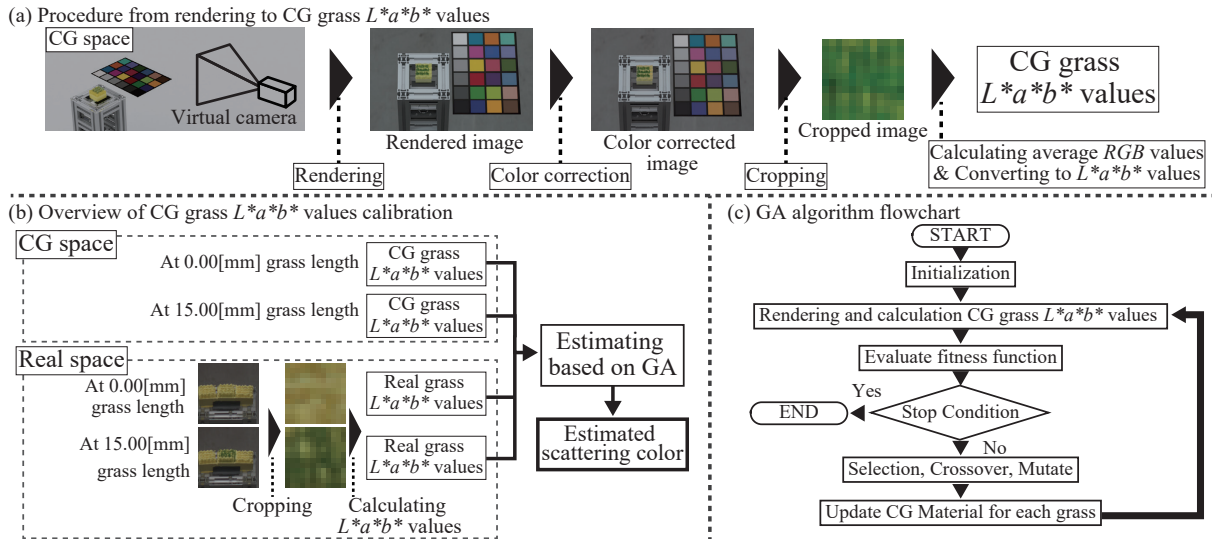 (a) Procedure from rendering to CG grass L*a*b* values
CG space
Virtual camera
Rendered image
Color corrected
image
Cropped image
CG grass
L*a*b* values
Rendering
Color correction
Cropping
Calculating average RGB values
& Converting to L*a*b* values
(b) Overview of CG grass L*a*b* values calibration
CG space
At 0.00[mm] grass length
CG grass
L*a*b* values
At 15.00[mm] grass length
CG grass
L*a*b* values
Real space
At 0.00[mm]
grass length
Real grass
L*a*b* values
At 15.00[mm]
grass length
Real grass
L*a*b* values
Cropping
Calculating
L*a*b* values
Estimating
based on GA
Estimated
scattering color
(c) GA algorithm flowchart
START
Initialization
Rendering and calculation CG grass L*a*b* values
Evaluate fitness function
Yes
END
Stop Condition
No
Selection, Crossover, Mutate
Update CG Material for each grass